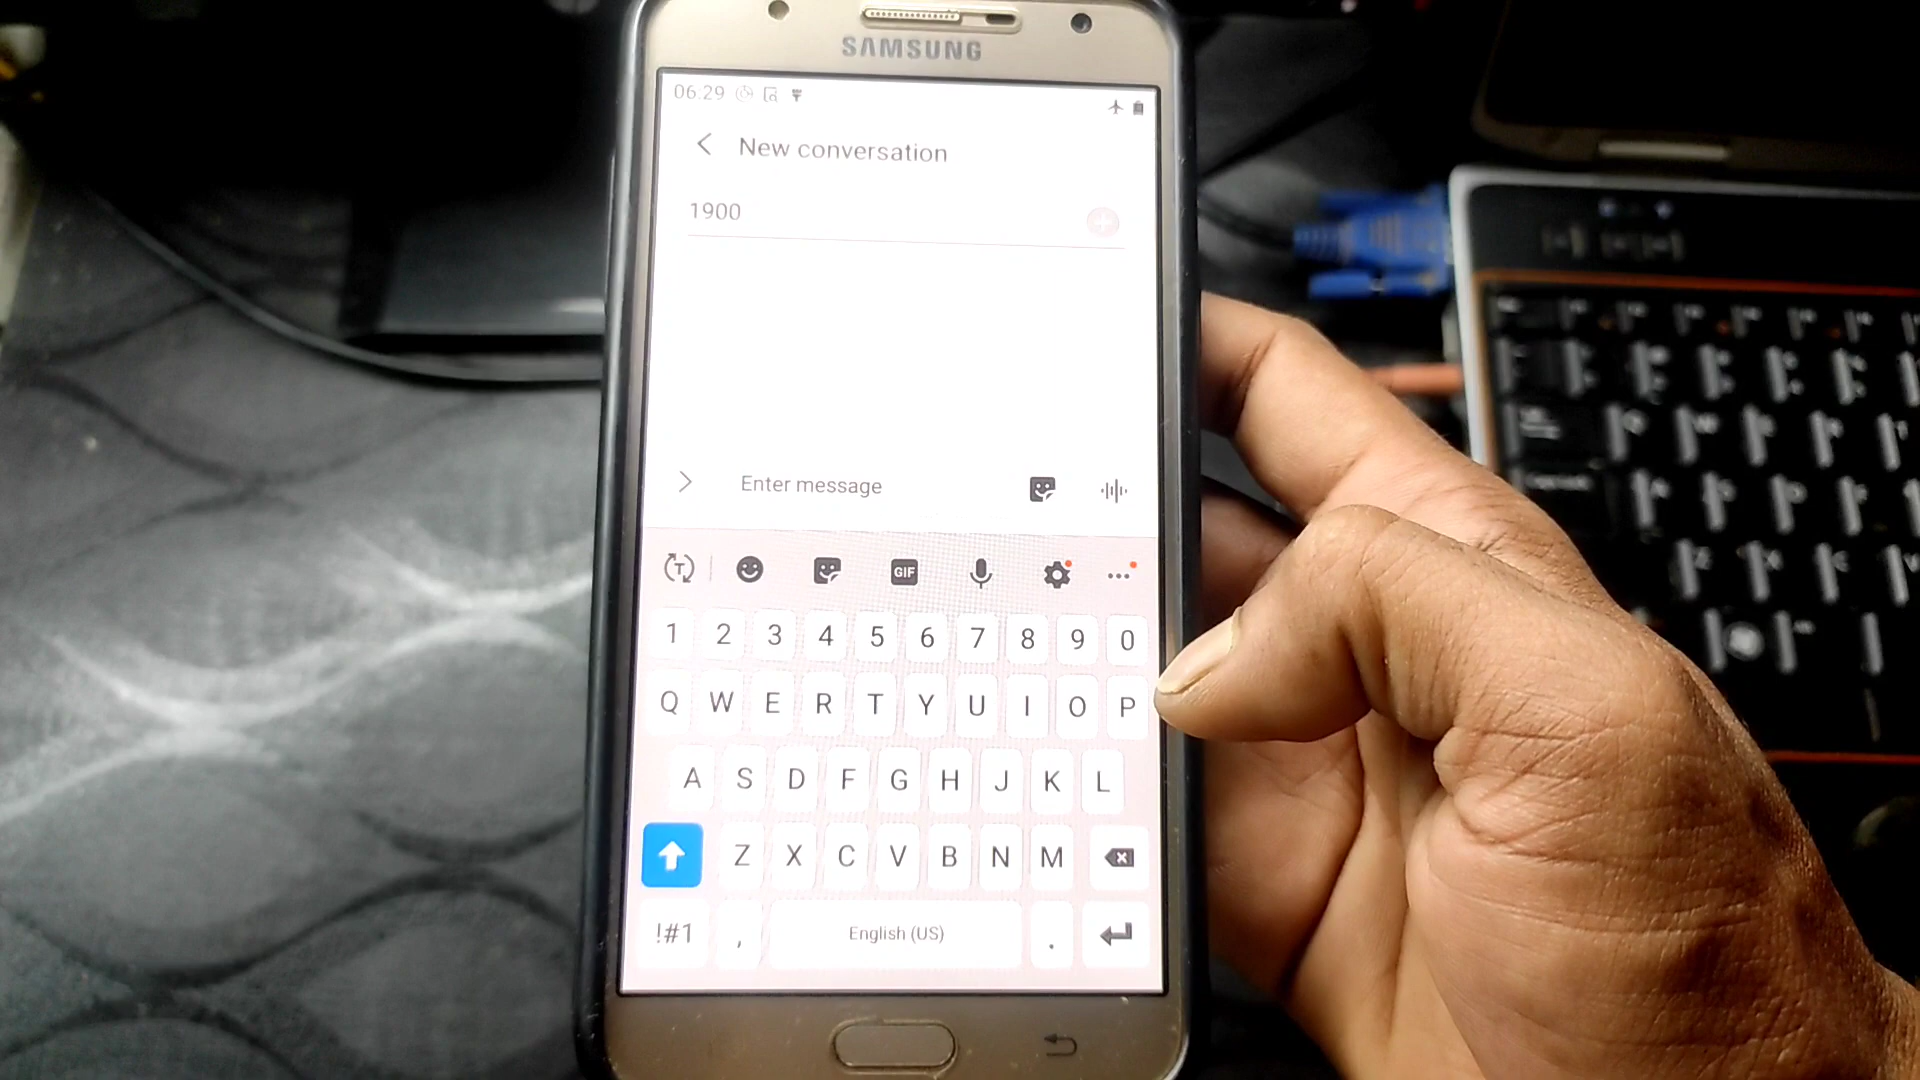 SAMSUNG
06.29
New conversation
1900
Enter message
T GIF
1 2 3 4 5 6 7 8 9 0
Q W E R T Y U I O P
A S D F G H J K L
Z X C V B N M
!#1 , English (US) .